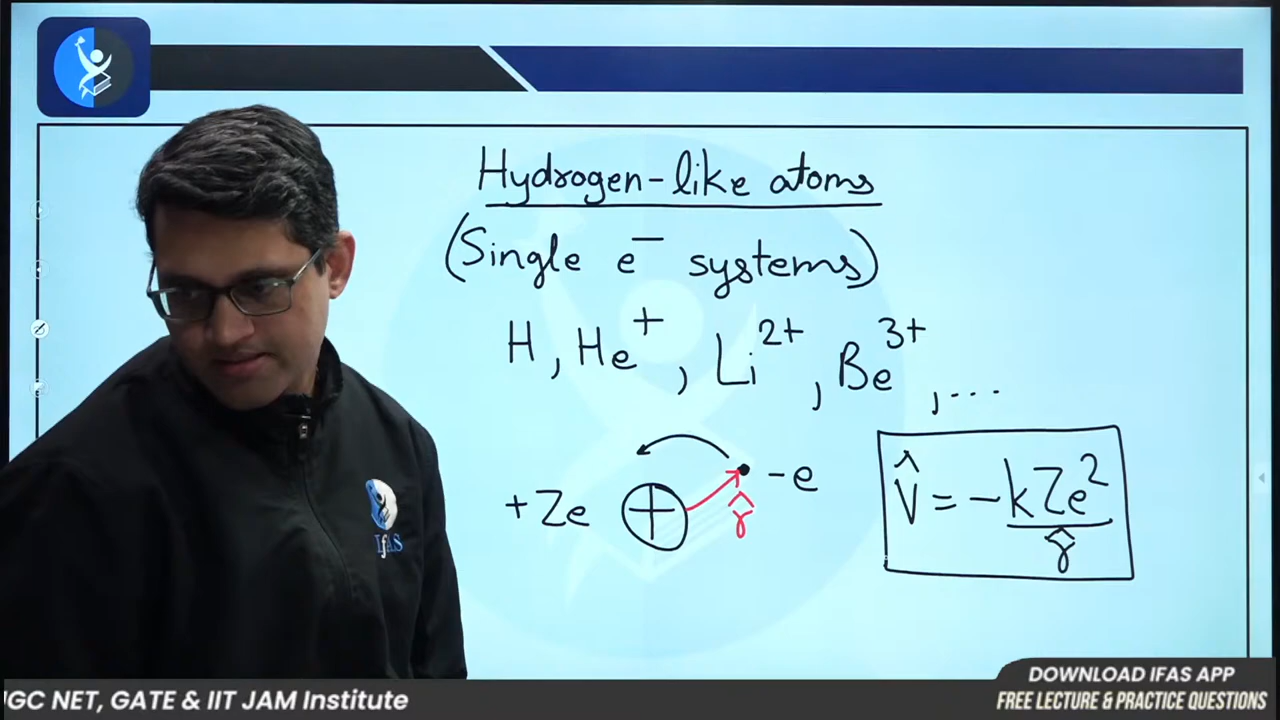 Hydrogen-like atoms
(Single e⁻ systems)
H, He⁺, Li²⁺, Be³⁺, ....
+Ze + r̂ -e
V̂ = -kZe²/r̂
IfAS
DOWNLOAD IFAS APP
UGC NET, GATE & IIT JAM Institute
FREE LECTURE & PRACTICE QUESTIONS